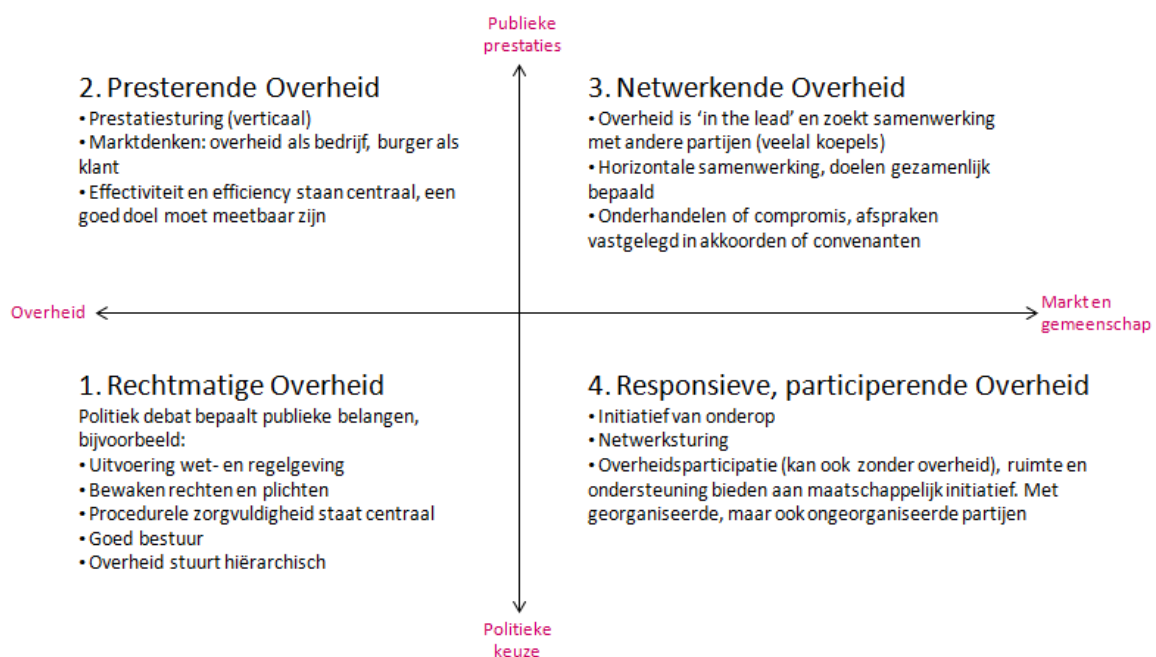 Publieke
prestaties
2. Presterende Overheid
• Prestatiesturing (verticaal)
• Marktdenken: overheid als bedrijf, burger als
klant
• Effectiviteit en efficiency staan centraal, een
goed doel moet meetbaar zijn
3. Netwerkende Overheid
• Overheid is ‘in the lead’ en zoekt samenwerking
met andere partijen (veelal koepels)
• Horizontale samenwerking, doelen gezamenlijk
bepaald
• Onderhandelen of compromis, afspraken
vastgelegd in akkoorden of convenanten
Overheid
Markt en
gemeenschap
1. Rechtmatige Overheid
Politiek debat bepaalt publieke belangen,
bijvoorbeeld:
• Uitvoering wet- en regelgeving
• Bewaken rechten en plichten
• Procedurele zorgvuldigheid staat centraal
• Goed bestuur
• Overheid stuurt hiërarchisch
4. Responsieve, participerende Overheid
• Initiatief van onderop
• Netwerksturing
• Overheidsparticipatie (kan ook zonder overheid), ruimte en
ondersteuning bieden aan maatschappelijk initiatief. Met
georganiseerde, maar ook ongeorganiseerde partijen
Politieke
keuze